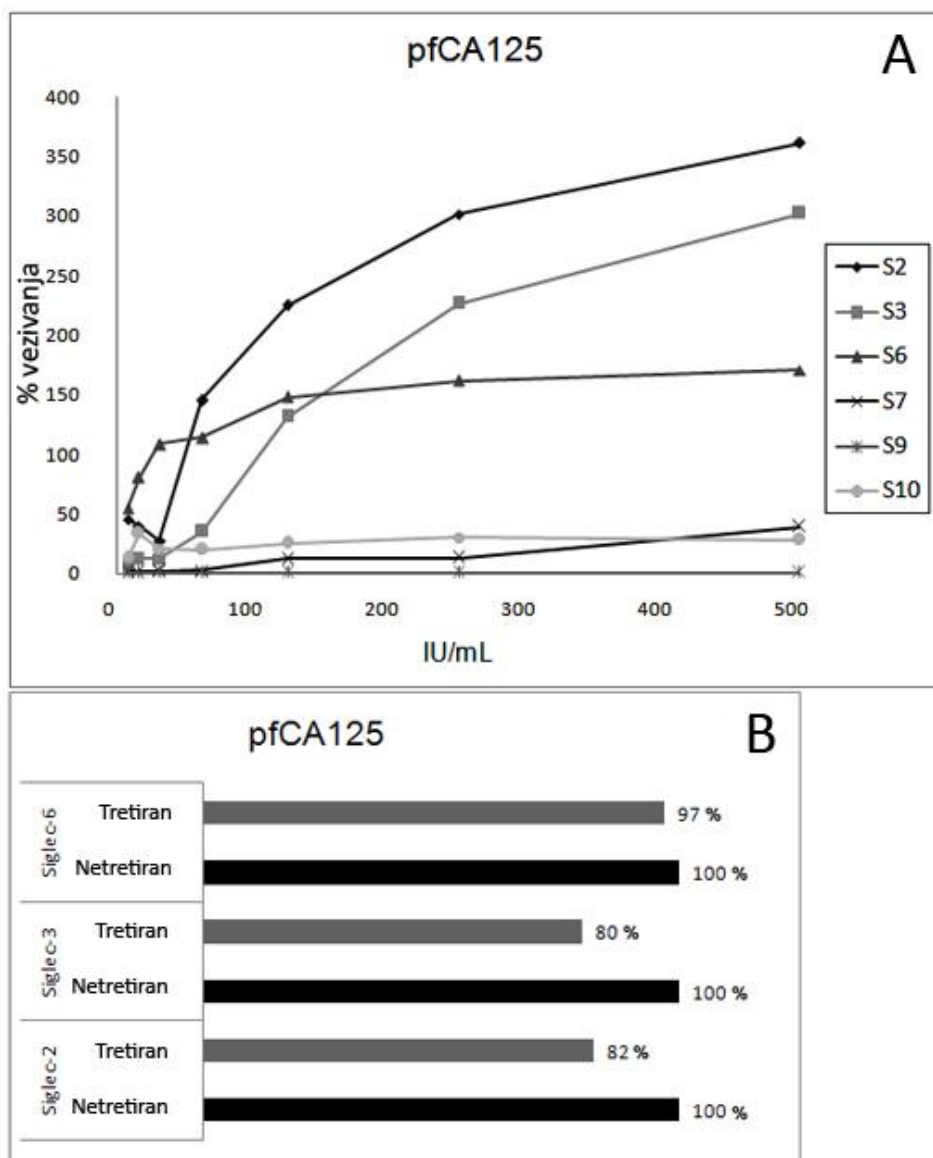 pfCA125
A
400
350
300
250
200
150
100
50
0
% vezivanja
0 100 200 300 400 500
IU/mL
S2
S3
S6
S7
S9
S10
pfCA125
B
Siglec-6
Tretiran
97 %
Netretiran
100 %
Siglec-3
Tretiran
80 %
Netretiran
100 %
Siglec-2
Tretiran
82 %
Netretiran
100 %